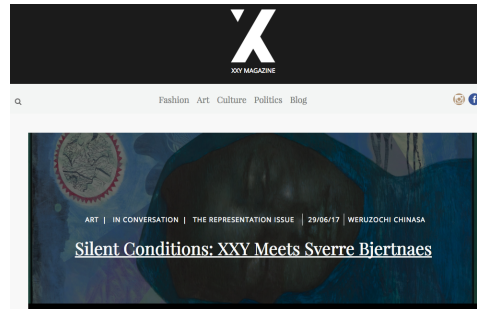 XXY MAGAZINE
Fashion Art Culture Politics Blog
ART | IN CONVERSATION | THE REPRESENTATION ISSUE | 29/06/17 | WERUZOCHI CHINASA
Silent Conditions: XXY Meets Sverre Bjertnaes